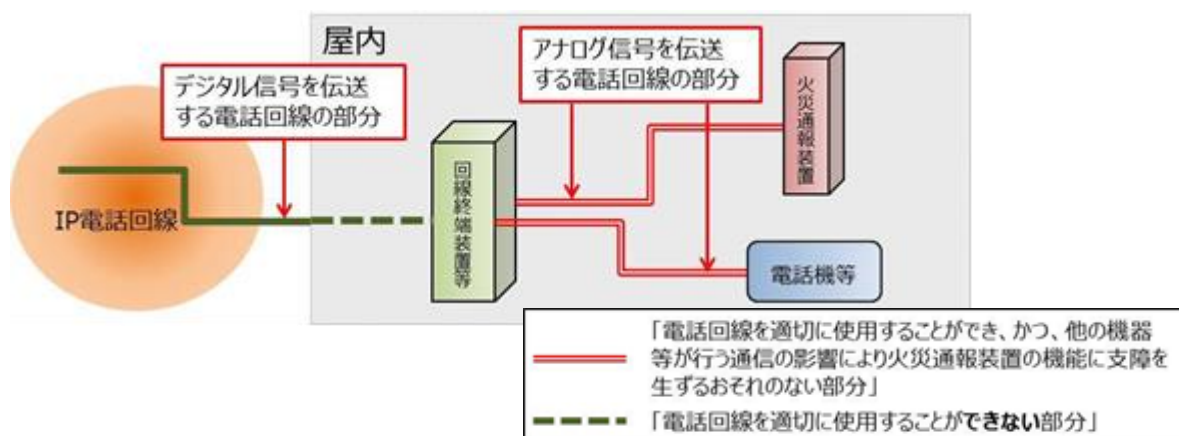 屋内
デジタル信号を伝送
する電話回線の部分
アナログ信号を伝送
する電話回線の部分
火災通報装置
IP電話回線
回線終端装置等
電話機等
「電話回線を適切に使用することができ、かつ、他の機器
等が行う通信の影響により火災通報装置の機能に支障を
生ずるおそれのない部分」
「電話回線を適切に使用することができない部分」